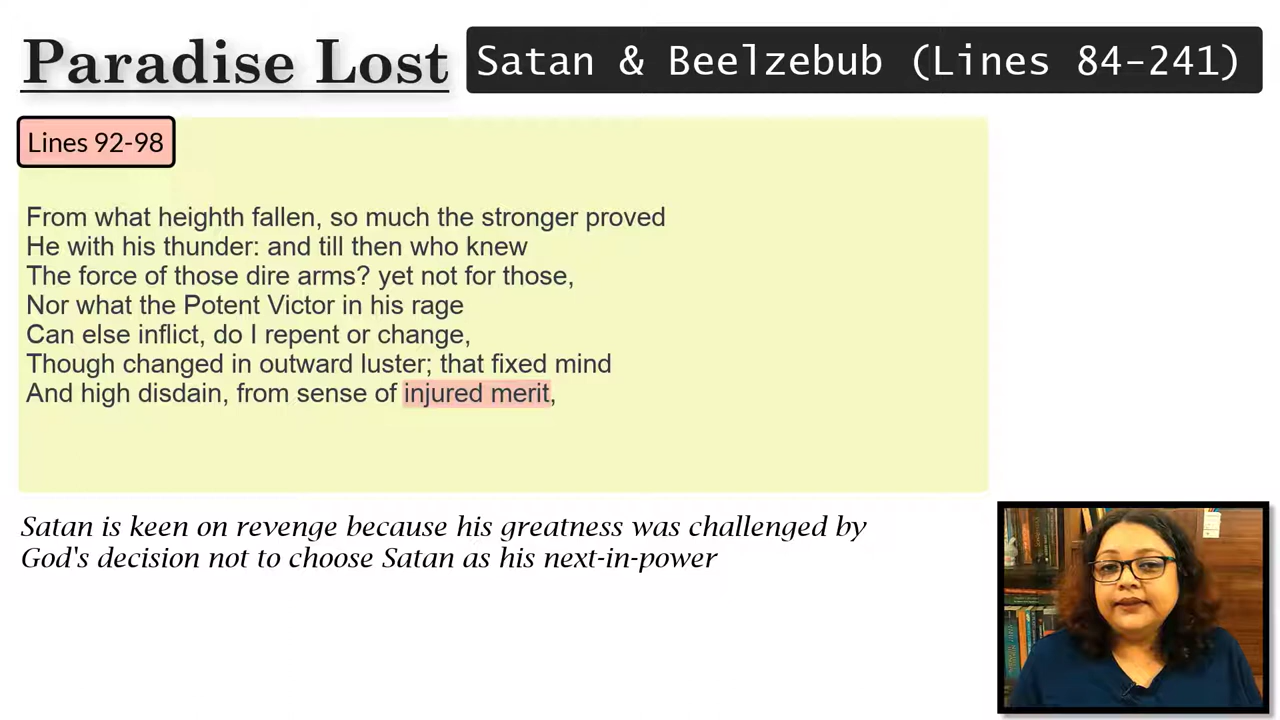 Paradise Lost
Satan & Beelzebub (Lines 84–241)
Lines 92-98
From what heighth fallen, so much the stronger proved
He with his thunder: and till then who knew
The force of those dire arms? yet not for those,
Nor what the Potent Victor in his rage
Can else inflict, do I repent or change,
Though changed in outward luster; that fixed mind
And high disdain, from sense of injured merit,
Satan is keen on revenge because his greatness was challenged by
God's decision not to choose Satan as his next-in-power